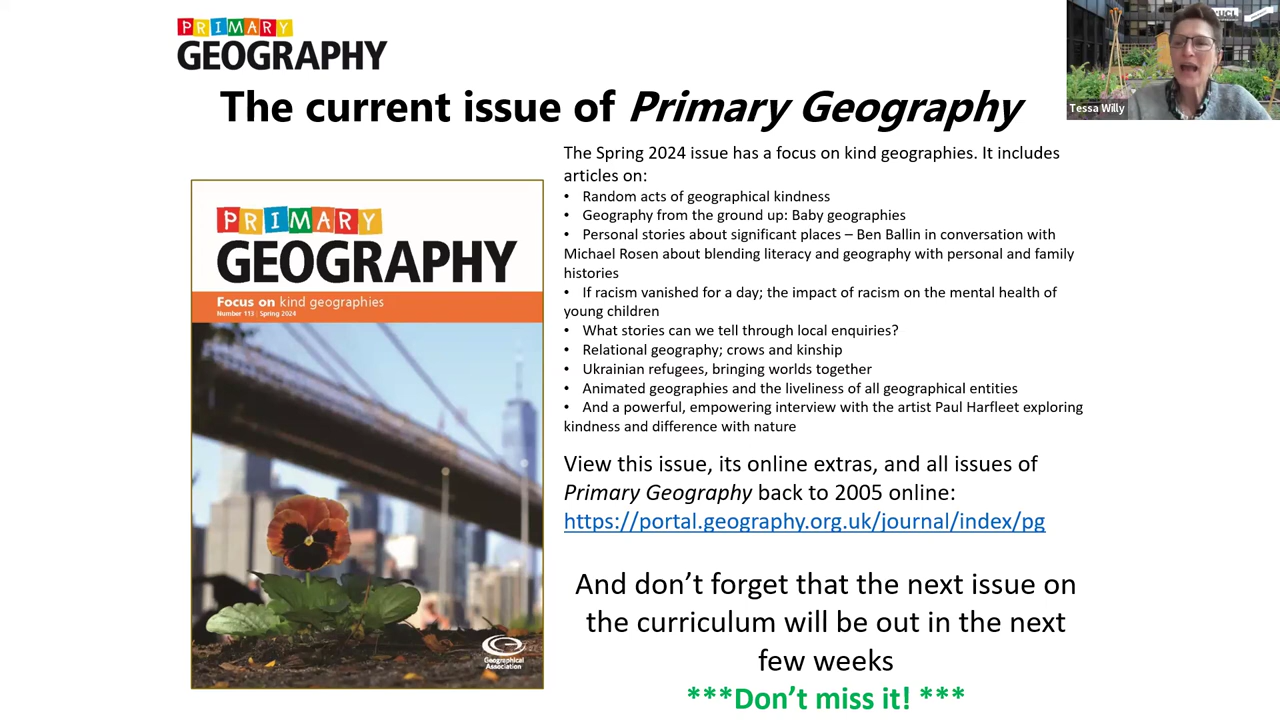 PRIMARY
GEOGRAPHY
The current issue of Primary Geography
UCL
Tessa Willy
The Spring 2024 issue has a focus on kind geographies. It includes
articles on:
• Random acts of geographical kindness
• Geography from the ground up: Baby geographies
• Personal stories about significant places – Ben Ballin in conversation with
Michael Rosen about blending literacy and geography with personal and family
histories
• If racism vanished for a day; the impact of racism on the mental health of
young children
• What stories can we tell through local enquiries?
• Relational geography; crows and kinship
• Ukrainian refugees, bringing worlds together
• Animated geographies and the liveliness of all geographical entities
• And a powerful, empowering interview with the artist Paul Harfleet exploring
kindness and difference with nature
View this issue, its online extras, and all issues of
Primary Geography back to 2005 online:
https://portal.geography.org.uk/journal/index/pg
And don't forget that the next issue on
the curriculum will be out in the next
few weeks
***Don't miss it! ***
PRIMARY
GEOGRAPHY
Focus on kind geographies
Number 113 | Spring 2024
Geographical
Association